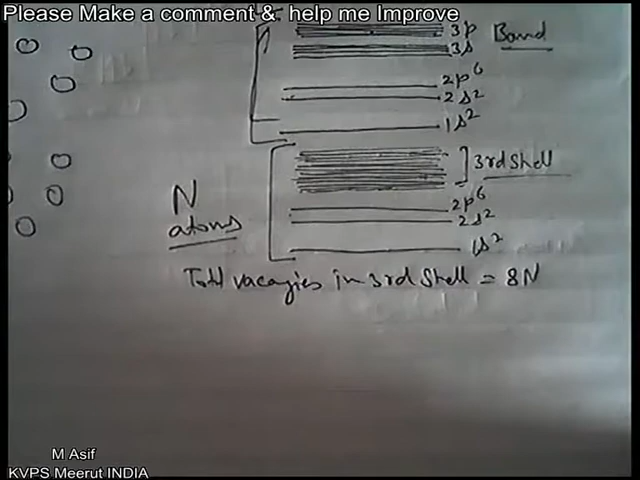 Please Make a comment & help me Improve
3p Band
3s
2p⁶
2s²
1s²
3rd Shell
2p⁶
N
2s²
atoms
1s²
Total vacagies in 3rd Shell = 8N
M Asif
KVPS Meerut INDIA